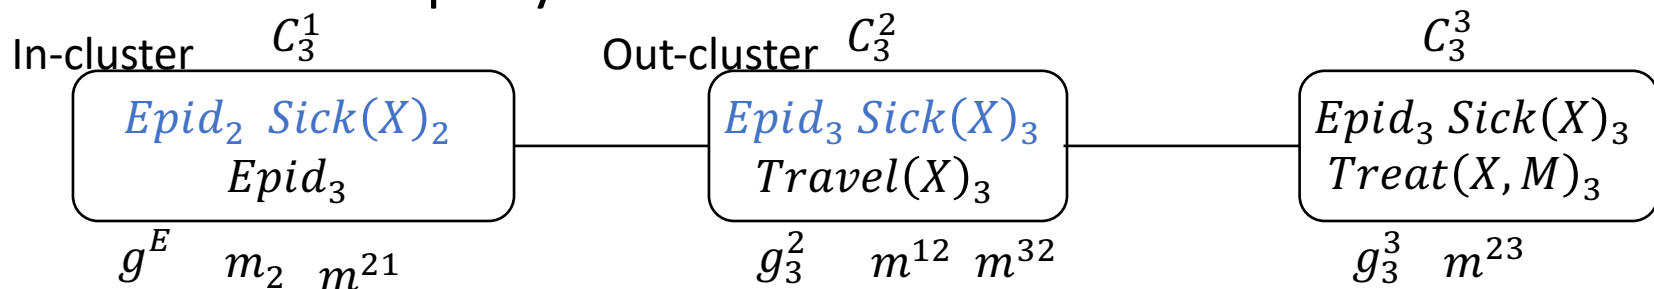 In-cluster $C_3^1$ Out-cluster $C_3^2$ $C_3^3$
$Epid_2$ $Sick(X)_2$ $Epid_3$ $Sick(X)_3$ $Epid_3$ $Sick(X)_3$
$Epid_3$ $Travel(X)_3$ $Treat(X,M)_3$
$g^E$ $m_2$ $m^{21}$ $g_3^2$ $m^{12}$ $m^{32}$ $g_3^3$ $m^{23}$